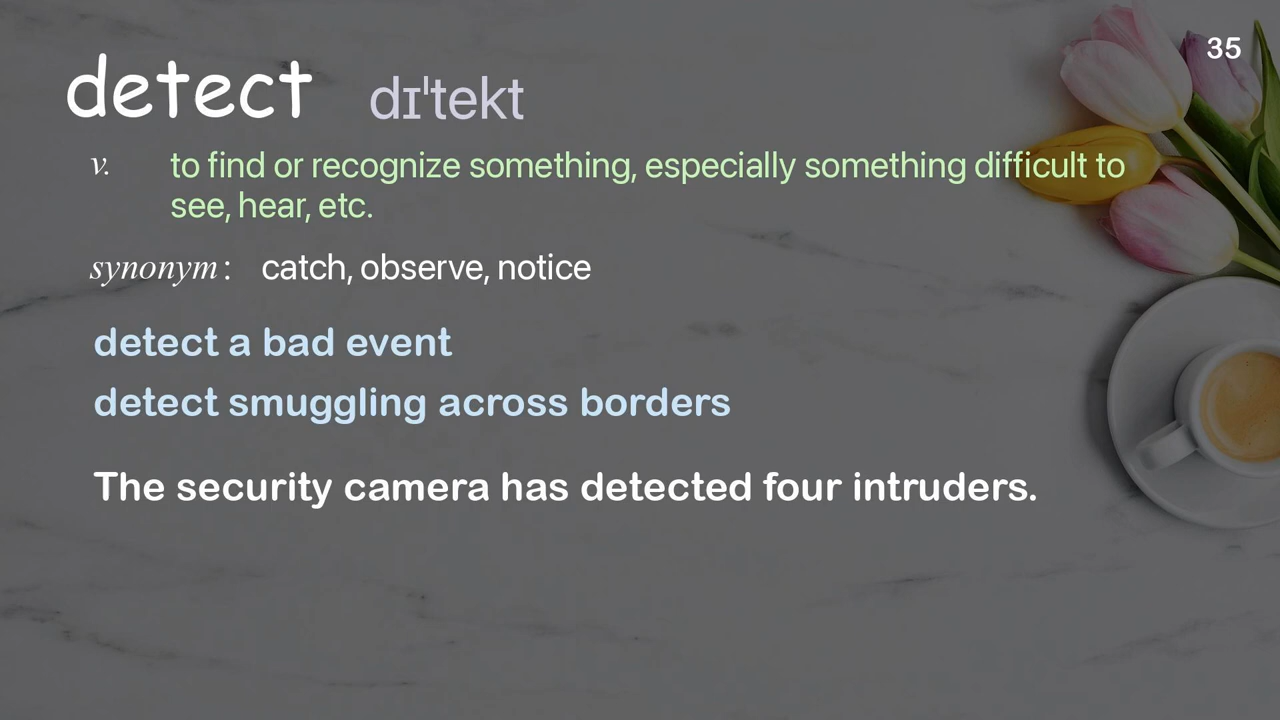 35
detect dɪˈtekt
v. to find or recognize something, especially something difficult to
see, hear, etc.
synonym: catch, observe, notice
detect a bad event
detect smuggling across borders
The security camera has detected four intruders.